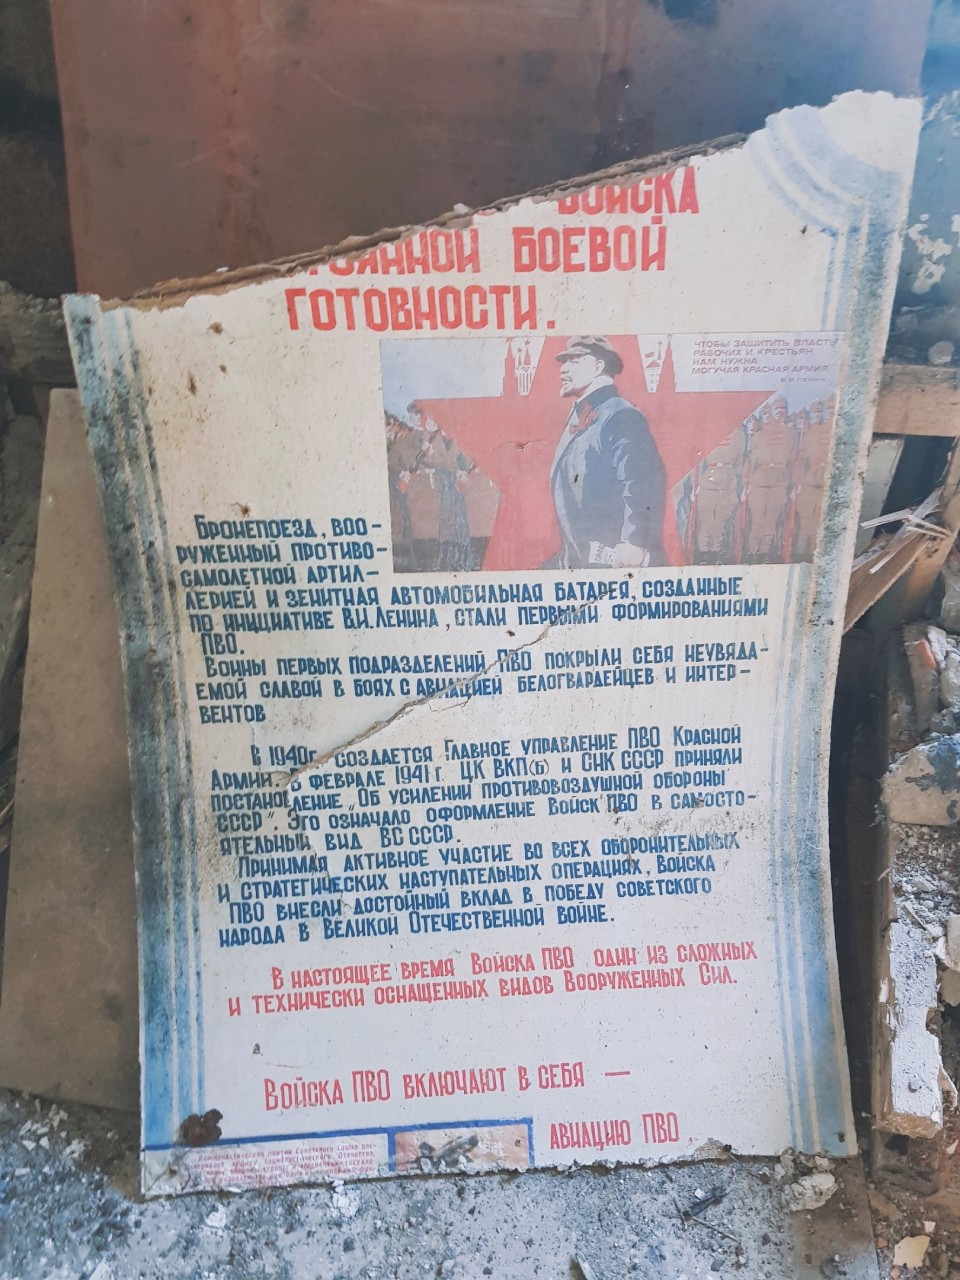 ВОЙСКА
БОЕВОЙ
ГОТОВНОСТИ.
ЧТОБЫ ЗАЩИТИТЬ ВЛАСТЬ
РАБОЧИХ И КРЕСТЬЯН
НАМ НУЖНА
МОГУЧАЯ КРАСНАЯ АРМИЯ
В.И.ЛЕНИН
БРОНЕПОЕЗД, ВОО-
РУЖЕННЫЙ ПРОТИВО-
САМОЛЕТНОЙ АРТИЛ-
ЛЕРИЕЙ И ЗЕНИТНАЯ АВТОМОБИЛЬНАЯ БАТАРЕЯ, СОЗДАННЫЕ
ПО ИНИЦИАТИВЕ В.И.ЛЕНИНА, СТАЛИ ПЕРВЫМИ ФОРМИРОВАНИЯМИ
ПВО.
ВОИНЫ ПЕРВЫХ ПОДРАЗДЕЛЕНИЙ ПВО ПОКРЫЛИ СЕБЯ НЕУВЯДА-
ЕМОЙ СЛАВОЙ В БОЯХ С АВИАЦИЕЙ БЕЛОГВАРДЕЙЦЕВ И ИНТЕР-
ВЕНТОВ
В 1940г. СОЗДАЕТСЯ ГЛАВНОЕ УПРАВЛЕНИЕ ПВО КРАСНОЙ
АРМИИ. В ФЕВРАЛЕ 1941 г. ЦК ВКП(б) И СНК СССР ПРИНЯЛИ
ПОСТАНОВЛЕНИЕ „ОБ УСИЛЕНИИ ПРОТИВОВОЗДУШНОЙ ОБОРОНЫ
СССР". ЭТО ОЗНАЧАЛО ОФОРМЛЕНИЕ ВОЙСК ПВО В САМОСТО-
ЯТЕЛЬНЫЙ ВИД ВС СССР.
ПРИНИМАЯ АКТИВНОЕ УЧАСТИЕ ВО ВСЕХ ОБОРОНИТЕЛЬНЫХ
И СТРАТЕГИЧЕСКИХ НАСТУПАТЕЛЬНЫХ ОПЕРАЦИЯХ, ВОЙСКА
ПВО ВНЕСЛИ ДОСТОЙНЫЙ ВКЛАД В ПОБЕДУ СОВЕТСКОГО
НАРОДА В ВЕЛИКОЙ ОТЕЧЕСТВЕННОЙ ВОЙНЕ.
В НАСТОЯЩЕЕ ВРЕМЯ ВОЙСКА ПВО ОДИН ИЗ СЛОЖНЫХ
И ТЕХНИЧЕСКИ ОСНАЩЕННЫХ ВИДОВ ВООРУЖЕННЫХ СИЛ.
ВОЙСКА ПВО ВКЛЮЧАЮТ В СЕБЯ —
АВИАЦИЮ ПВО,